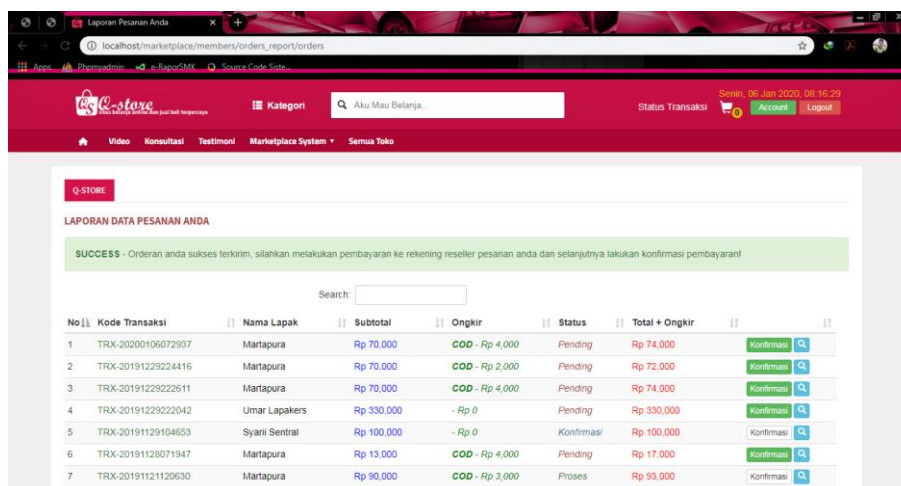 Laporan Pesanan Anda
localhost/marketplace/members/orders_report/orders
Apps Phpmyadmin e-RaporSMK Source Code Siste...
Senin, 06 Jan 2020, 08:16:29
Q-store Kategori Aku Mau Belanja.. Status Transaksi 0 Account Logout
situs belanja online dan jual beli terpercaya
Video Konsultasi Testimoni Marketplace System Semua Toko
Q-STORE
LAPORAN DATA PESANAN ANDA
SUCCESS - Orderan anda sukses terkirim, silahkan melakukan pembayaran ke rekening reseller pesanan anda dan selanjutnya lakukan konfirmasi pembayaran!
Search:
No Kode Transaksi Nama Lapak Subtotal Ongkir Status Total + Ongkir
1 TRX-20200106072937 Martapura Rp 70,000 COD - Rp 4,000 Pending Rp 74,000 Konfirmasi
2 TRX-20191229224416 Martapura Rp 70,000 COD - Rp 2,000 Pending Rp 72,000 Konfirmasi
3 TRX-20191229222611 Martapura Rp 70,000 COD - Rp 4,000 Pending Rp 74,000 Konfirmasi
4 TRX-20191229222042 Umar Lapakers Rp 330,000 - Rp 0 Pending Rp 330,000 Konfirmasi
5 TRX-20191129104653 Syarii Sentral Rp 100,000 - Rp 0 Konfirmasi Rp 100,000 Konfirmasi
6 TRX-20191128071947 Martapura Rp 13,000 COD - Rp 4,000 Pending Rp 17,000 Konfirmasi
7 TRX-20191121120630 Martapura Rp 90,000 COD - Rp 3,000 Proses Rp 93,000 Konfirmasi